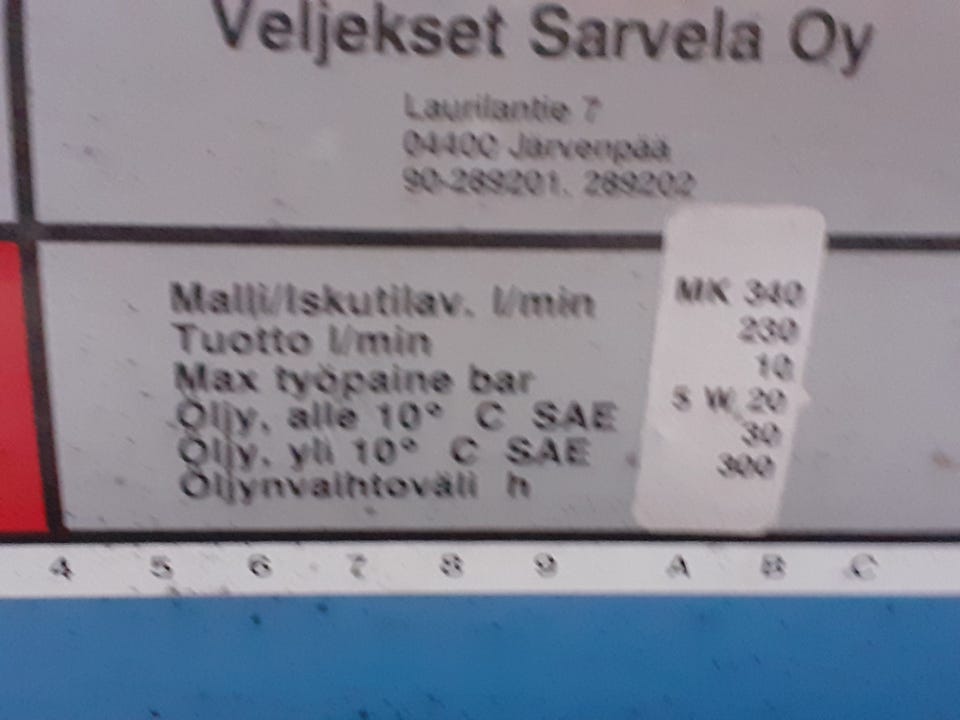 Veljekset Sarvela Oy
Laurilantie 7
04400 Järvenpää
90-289201, 289202
Malli/Iskutilav. l/min MK 340
Tuotto l/min 230
Max työpaine bar 10
Öljy, alle 10° C SAE 5 W 20
Öljy, yli 10° C SAE 30
Öljynvaihtoväli h 300
4 5 6 7 8 9 A B C